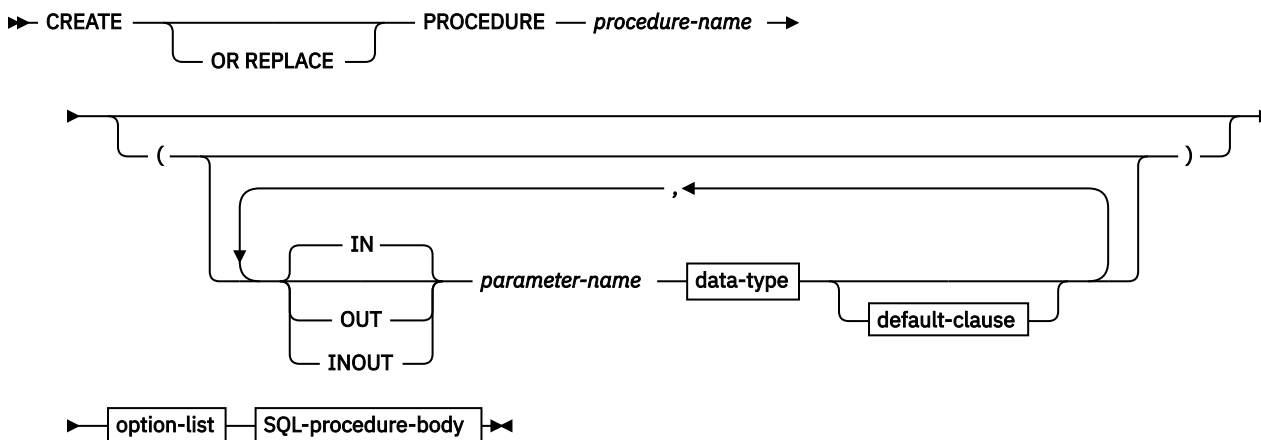 CREATE PROCEDURE procedure-name
OR REPLACE
( )
,
IN
parameter-name data-type
OUT default-clause
INOUT
option-list SQL-procedure-body